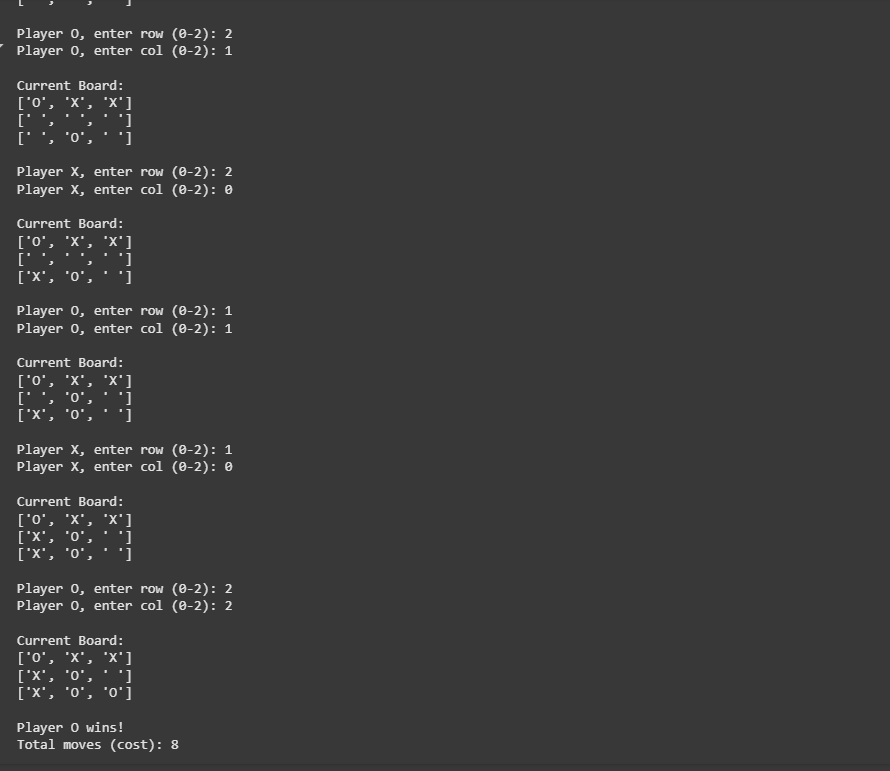 Player O, enter row (0-2): 2
Player O, enter col (0-2): 1
Current Board:
['O', 'X', 'X']
[' ', ' ', ' ']
[' ', 'O', ' ']
Player X, enter row (0-2): 2
Player X, enter col (0-2): 0
Current Board:
['O', 'X', 'X']
[' ', ' ', ' ']
['X', 'O', ' ']
Player O, enter row (0-2): 1
Player O, enter col (0-2): 1
Current Board:
['O', 'X', 'X']
[' ', 'O', ' ']
['X', 'O', ' ']
Player X, enter row (0-2): 1
Player X, enter col (0-2): 0
Current Board:
['O', 'X', 'X']
['X', 'O', ' ']
['X', 'O', ' ']
Player O, enter row (0-2): 2
Player O, enter col (0-2): 2
Current Board:
['O', 'X', 'X']
['X', 'O', ' ']
['X', 'O', 'O']
Player O wins!
Total moves (cost): 8